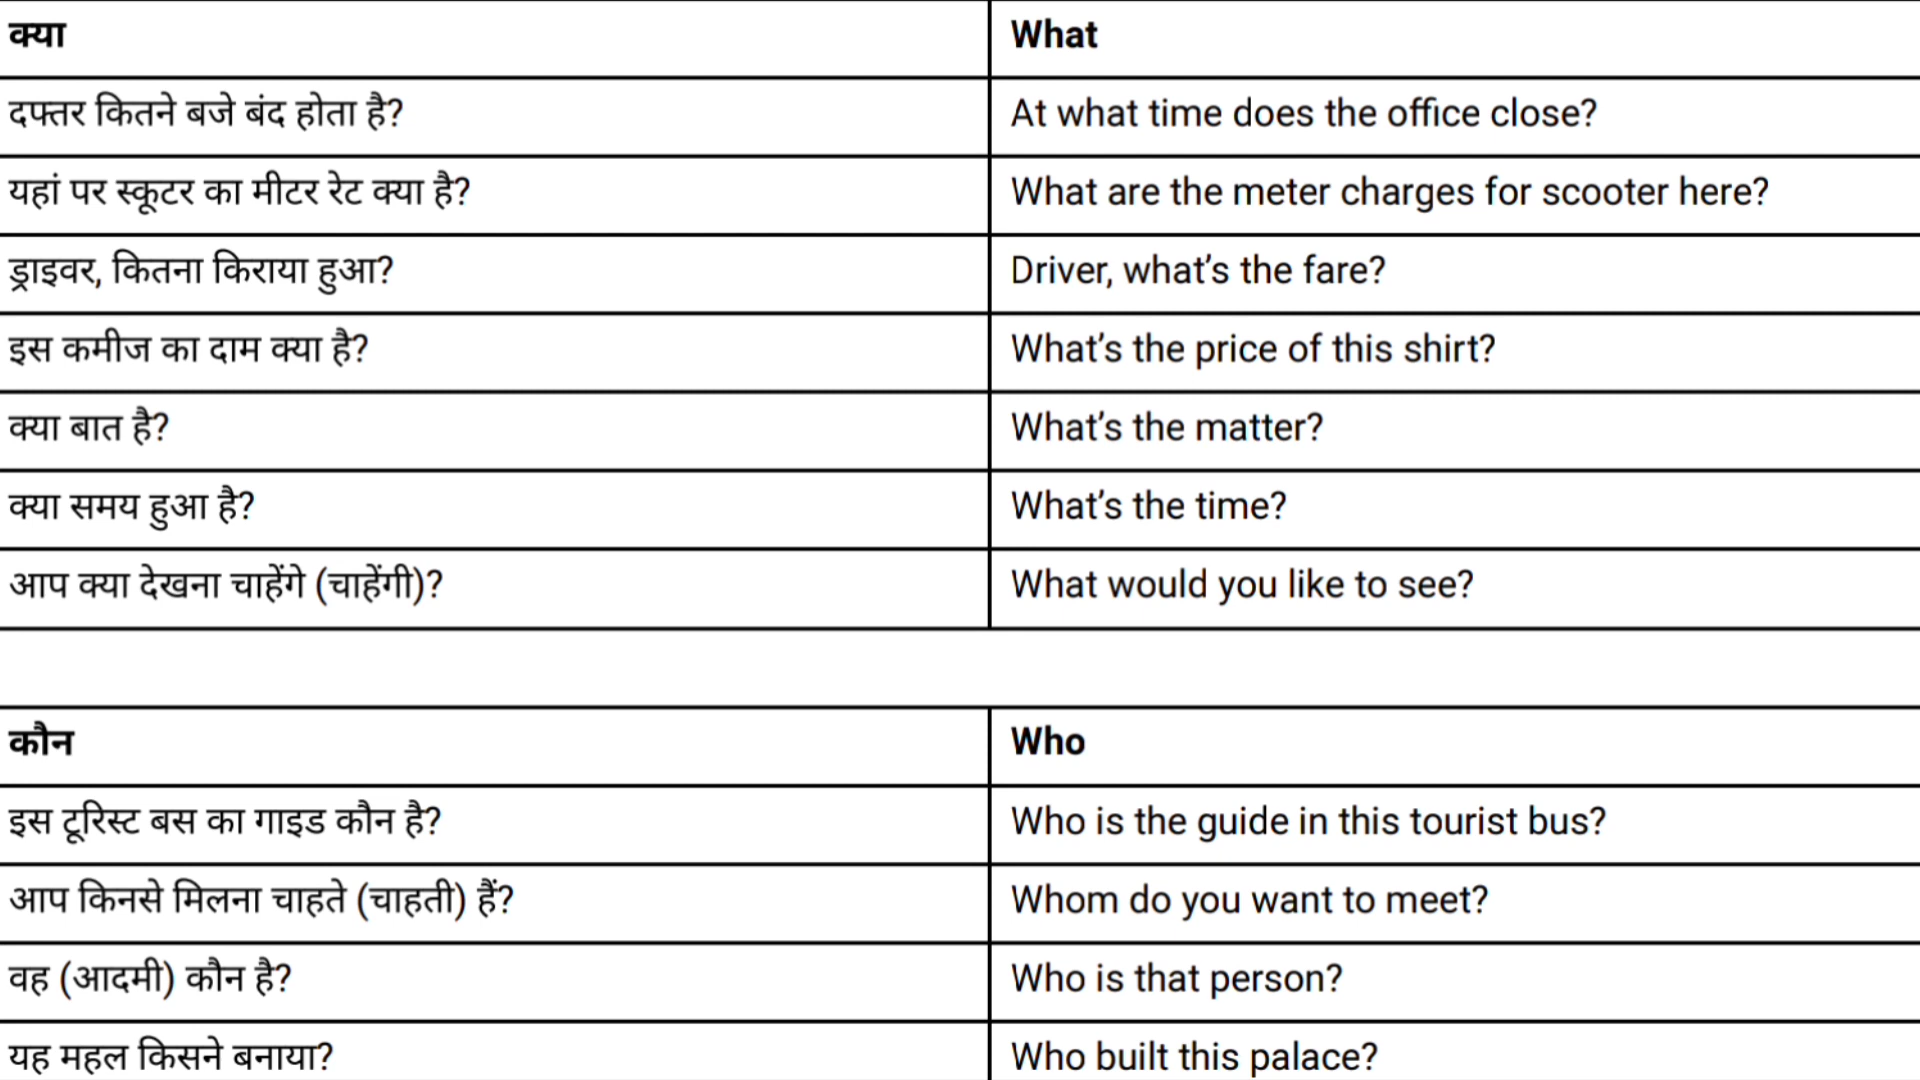 क्या What
दफ्तर कितने बजे बंद होता है? At what time does the office close?
यहां पर स्कूटर का मीटर रेट क्या है? What are the meter charges for scooter here?
ड्राइवर, कितना किराया हुआ? Driver, what’s the fare?
इस कमीज का दाम क्या है? What’s the price of this shirt?
क्या बात है? What’s the matter?
क्या समय हुआ है? What’s the time?
आप क्या देखना चाहेंगे (चाहेंगी)? What would you like to see?
कौन Who
इस टूरिस्ट बस का गाइड कौन है? Who is the guide in this tourist bus?
आप किनसे मिलना चाहते (चाहती) हैं? Whom do you want to meet?
वह (आदमी) कौन है? Who is that person?
यह महल किसने बनाया? Who built this palace?